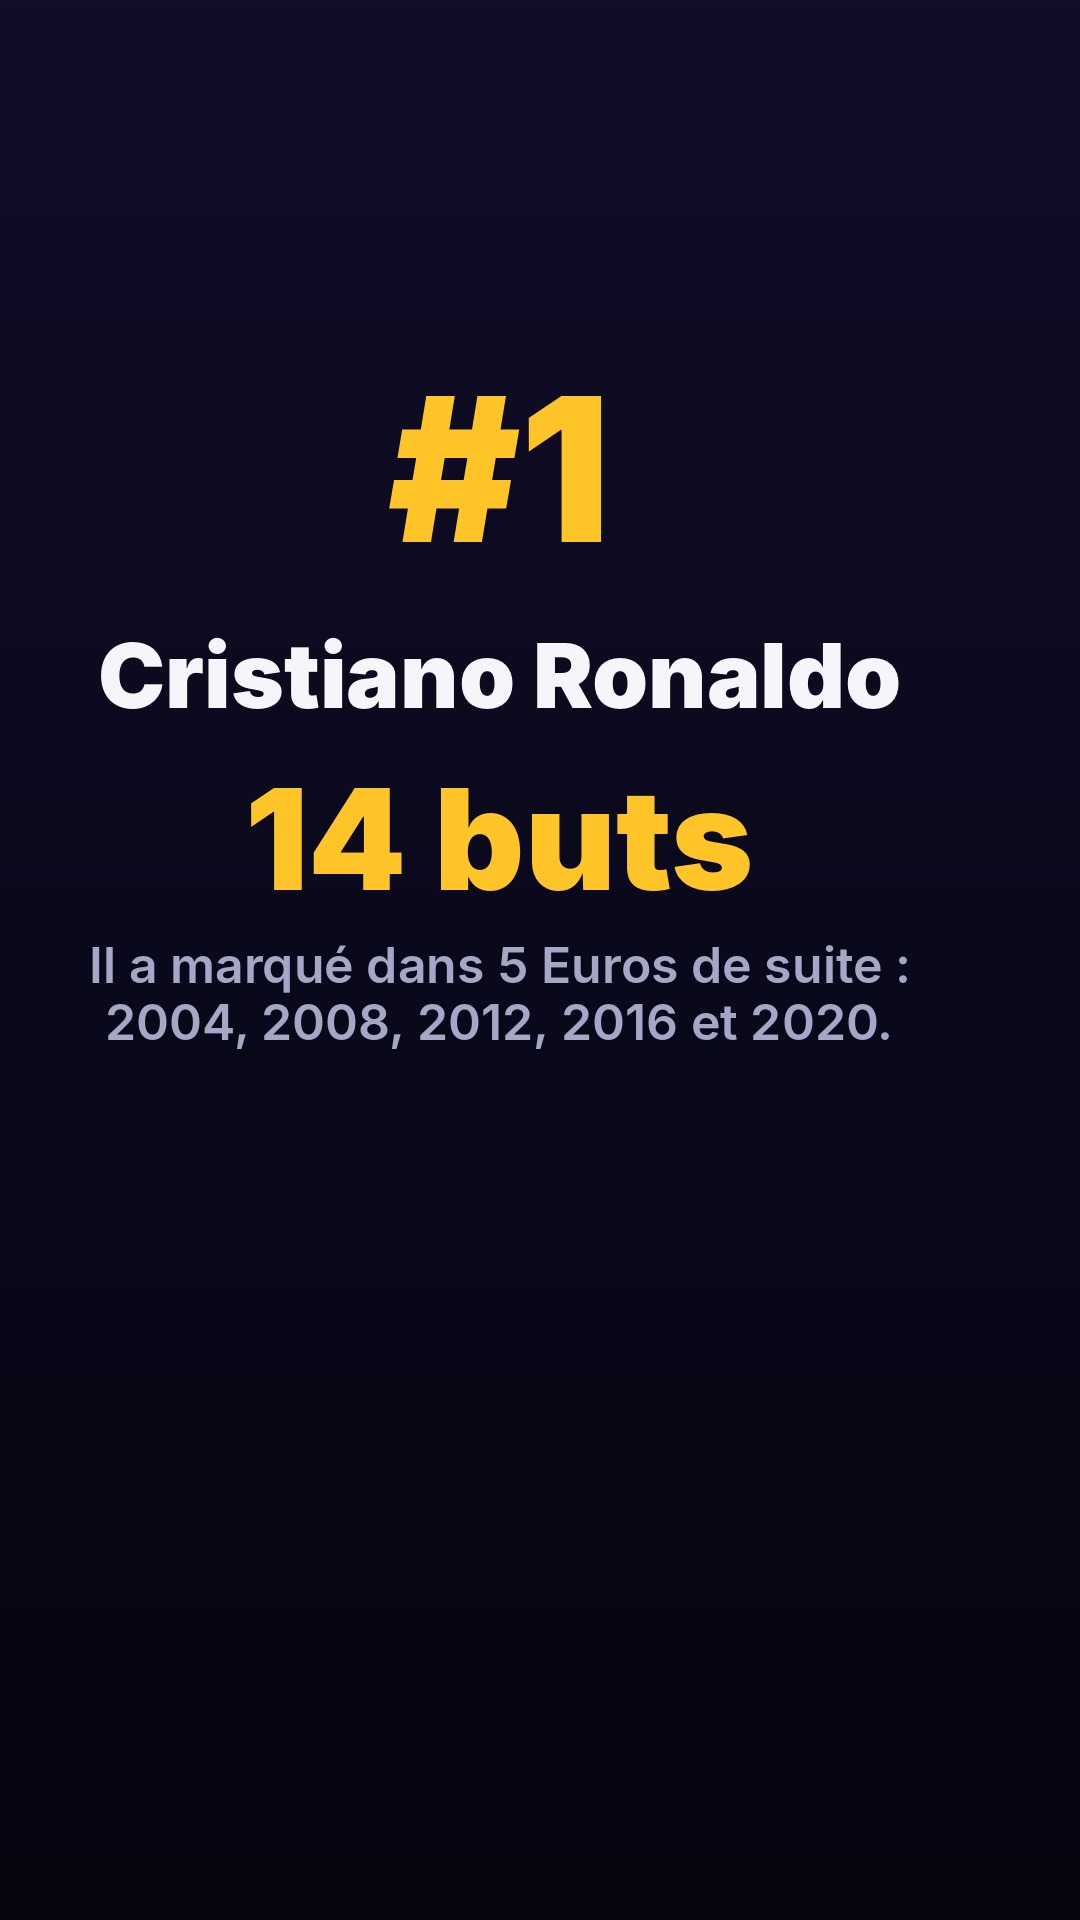 #1
Cristiano Ronaldo
14 buts
Il a marqué dans 5 Euros de suite :
2004, 2008, 2012, 2016 et 2020.